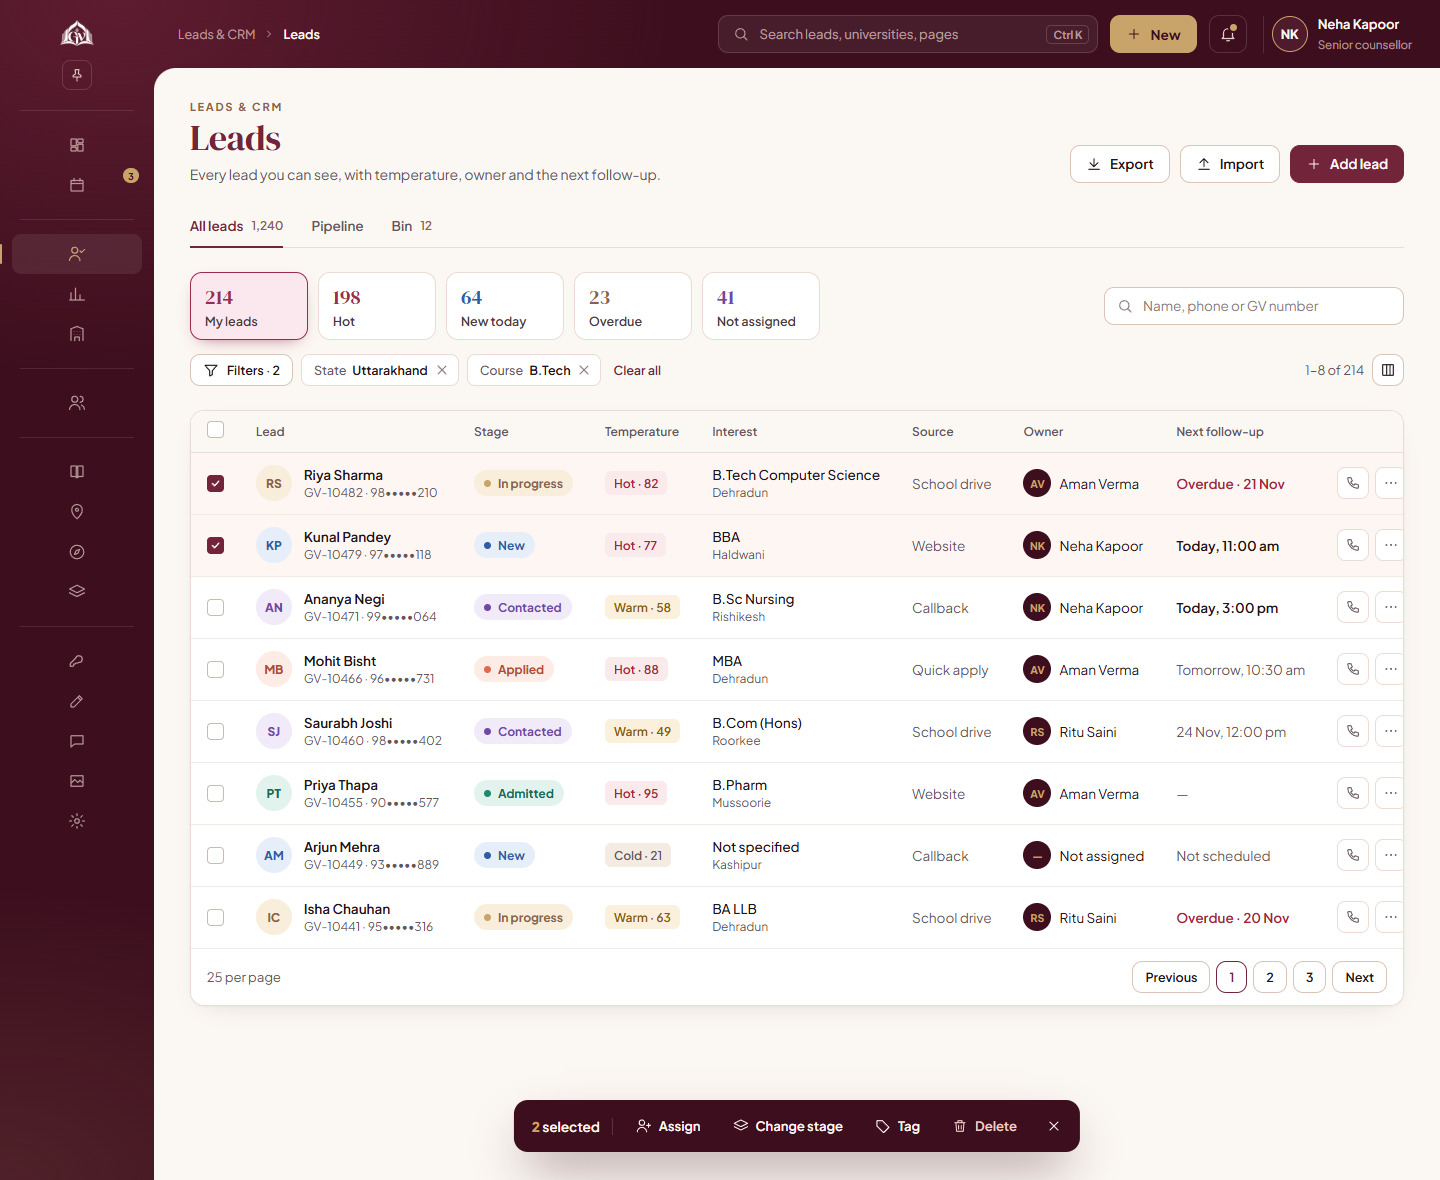 GV
Leads & CRM > Leads
Search leads, universities, pages
Ctrl K
+ New
NK
Neha Kapoor
Senior counsellor
3
LEADS & CRM
Leads
Every lead you can see, with temperature, owner and the next follow-up.
Export
Import
+ Add lead
All leads 1,240
Pipeline
Bin 12
214
My leads
198
Hot
64
New today
23
Overdue
41
Not assigned
Name, phone or GV number
Filters · 2
State Uttarakhand ×
Course B.Tech ×
Clear all
1–8 of 214
Lead Stage Temperature Interest Source Owner Next follow-up
RS Riya Sharma In progress Hot · 82 B.Tech Computer Science School drive AV Aman Verma Overdue · 21 Nov ···
GV-10482 · 98•••••210 Dehradun
KP Kunal Pandey New Hot · 77 BBA Website NK Neha Kapoor Today, 11:00 am ···
GV-10479 · 97•••••118 Haldwani
AN Ananya Negi Contacted Warm · 58 B.Sc Nursing Callback NK Neha Kapoor Today, 3:00 pm ···
GV-10471 · 99•••••064 Rishikesh
MB Mohit Bisht Applied Hot · 88 MBA Quick apply AV Aman Verma Tomorrow, 10:30 am ···
GV-10466 · 96•••••731 Dehradun
SJ Saurabh Joshi Contacted Warm · 49 B.Com (Hons) School drive RS Ritu Saini 24 Nov, 12:00 pm ···
GV-10460 · 98•••••402 Roorkee
PT Priya Thapa Admitted Hot · 95 B.Pharm Website AV Aman Verma — ···
GV-10455 · 90•••••577 Mussoorie
AM Arjun Mehra New Cold · 21 Not specified Callback – Not assigned Not scheduled ···
GV-10449 · 93•••••889 Kashipur
IC Isha Chauhan In progress Warm · 63 BA LLB School drive RS Ritu Saini Overdue · 20 Nov ···
GV-10441 · 95•••••316 Dehradun
25 per page
Previous 1 2 3 Next
2 selected Assign Change stage Tag Delete ×